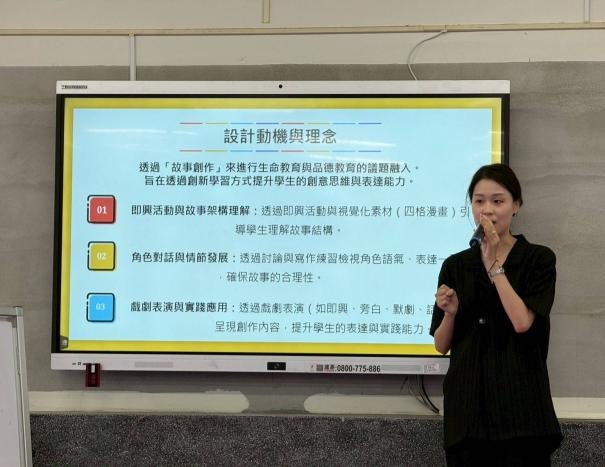 設計動機與理念
透過「故事創作」來進行生命教育與品德教育的議題融入。
旨在透過創新學習方式提升學生的創意思維與表達能力。
01
即興活動與故事架構理解：透過即興活動與視覺化素材（四格漫畫）引
導學生理解故事結構。
02
角色對話與情節發展：透過討論與寫作練習檢視角色語氣、表達一
，確保故事的合理性。
03
戲劇表演與實踐應用：透過戲劇表演（如即興、旁白、默劇、
呈現創作內容，提升學生的表達與實踐能力。
0800-775-886